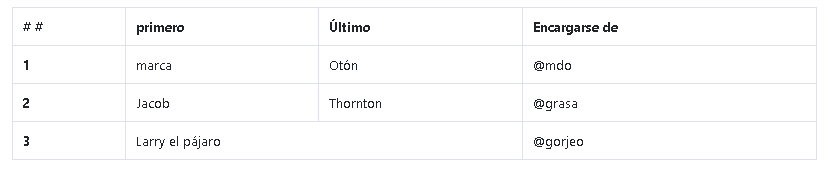 # # primero Último Encargarse de
1 marca Otón @mdo
2 Jacob Thornton @grasa
3 Larry el pájaro @gorjeo